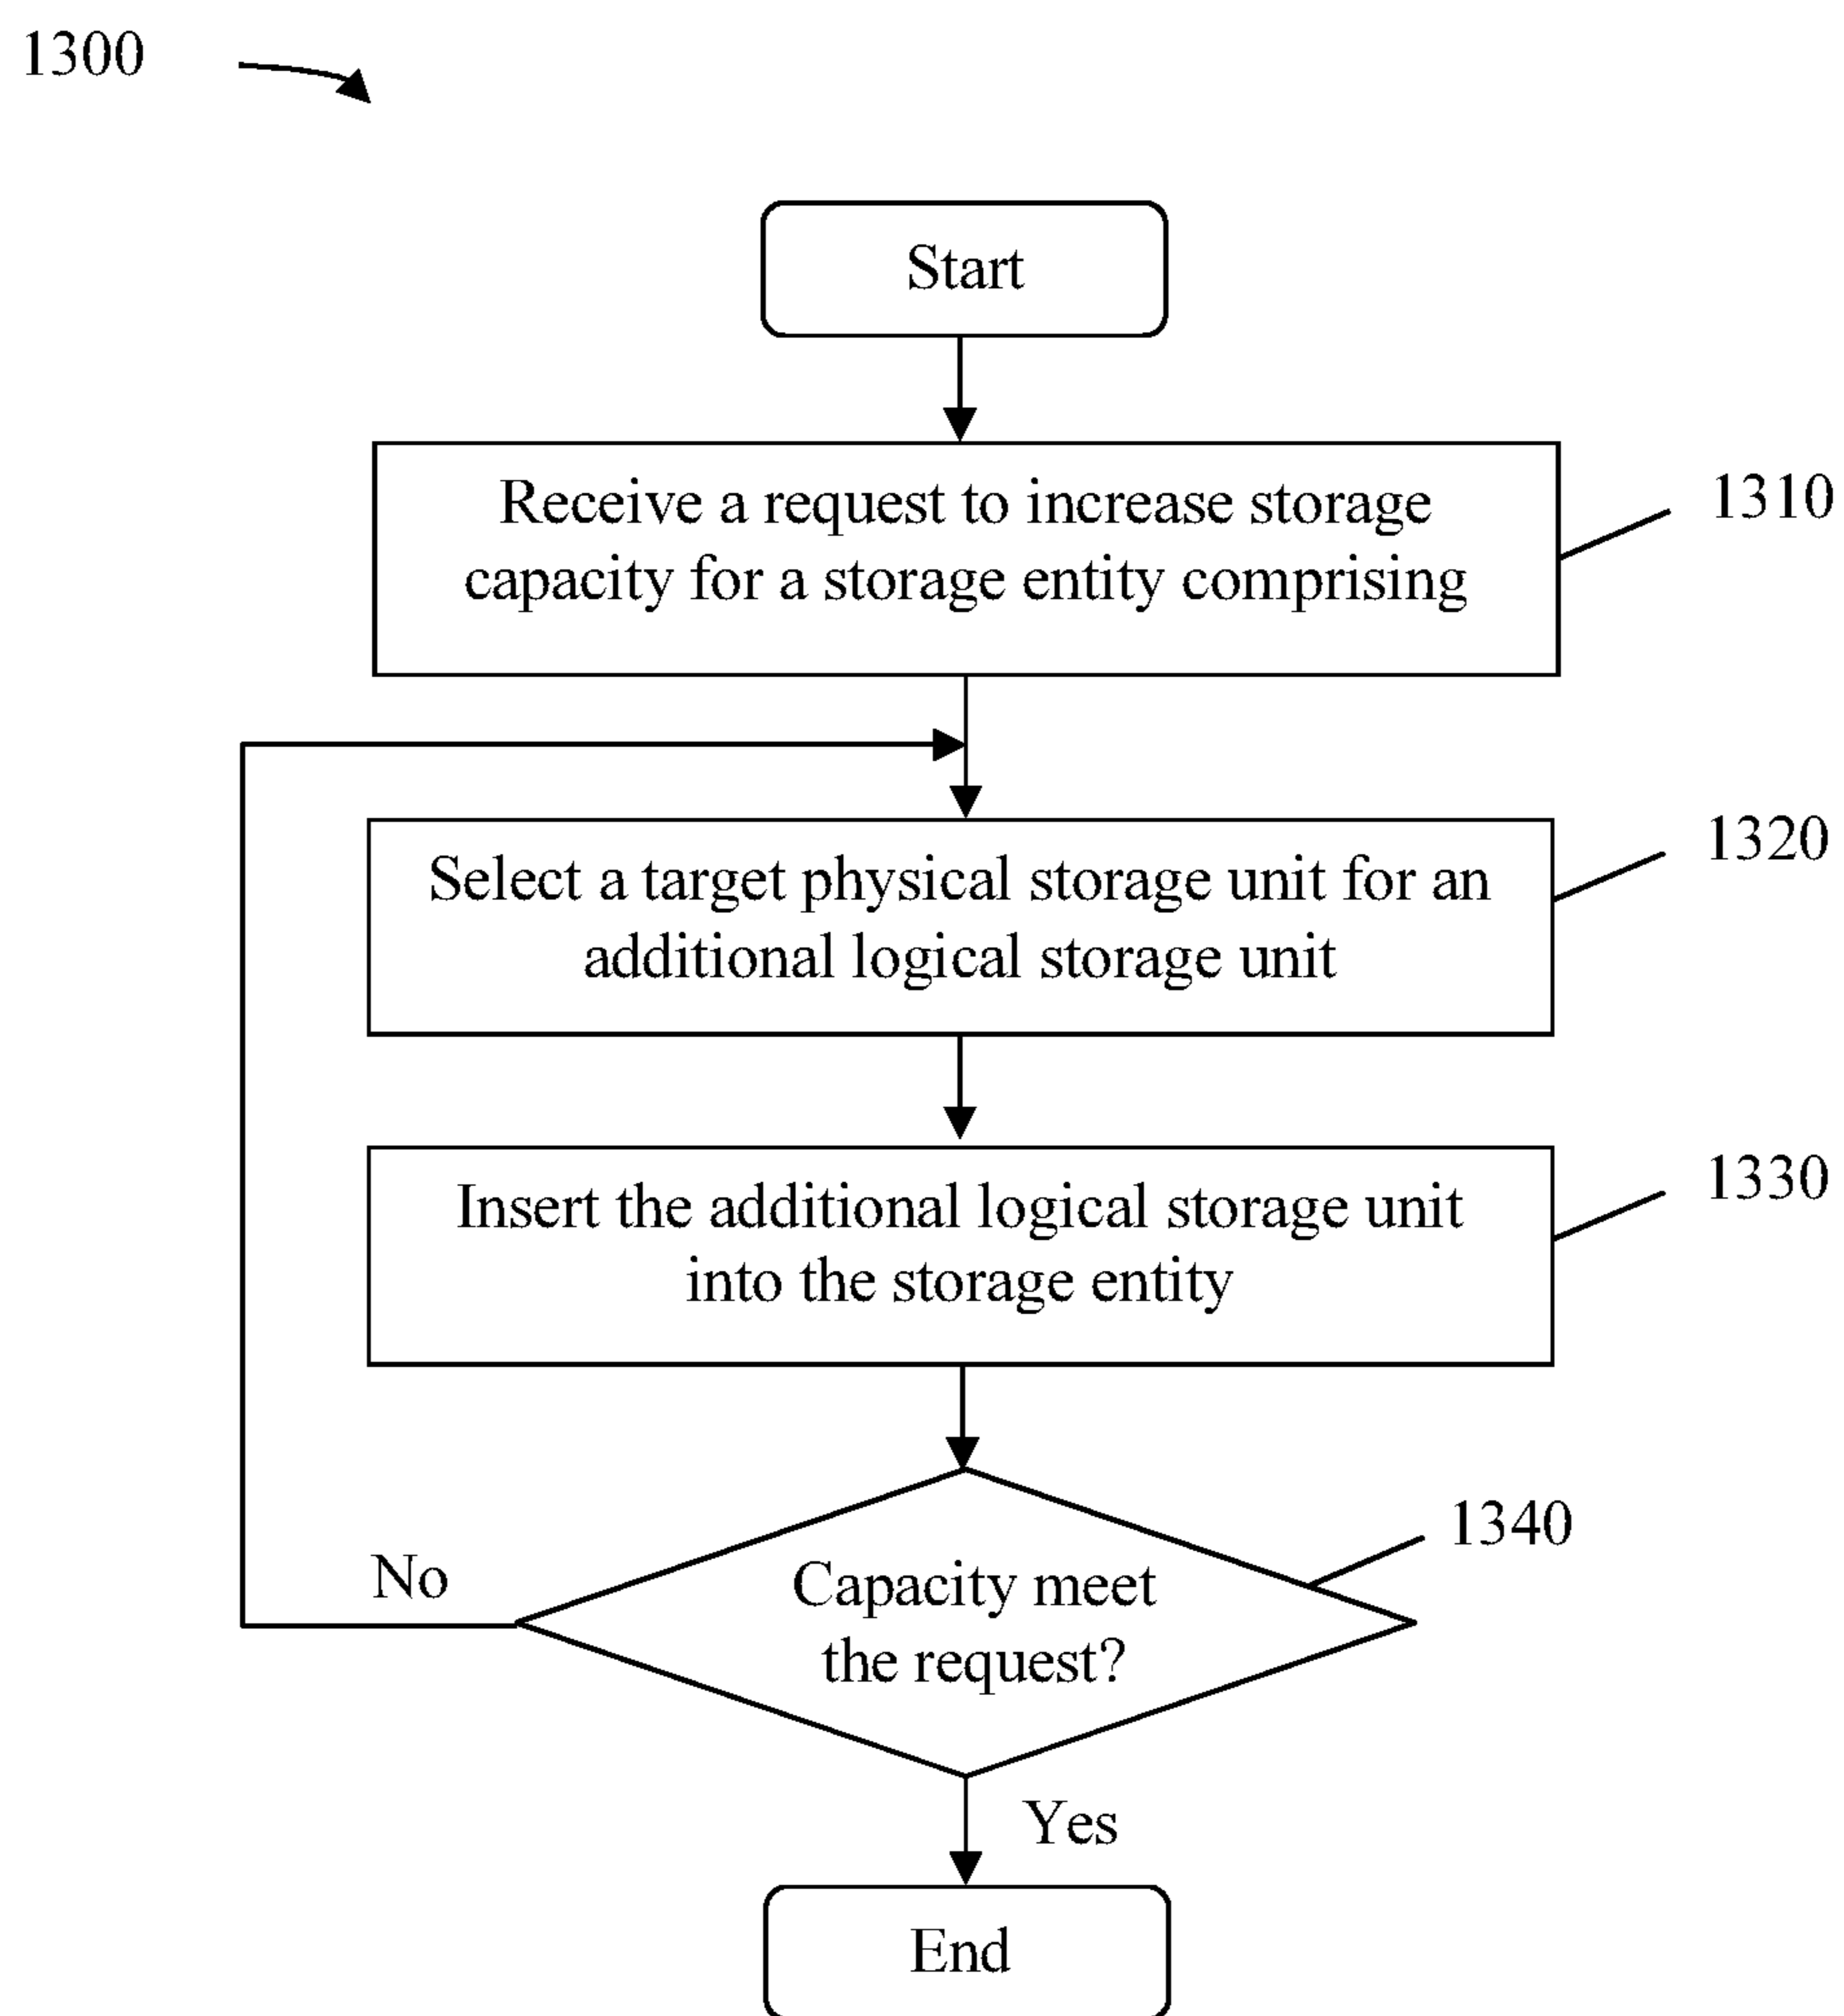 1300
Start
Receive a request to increase storage
capacity for a storage entity comprising
1310
Select a target physical storage unit for an
additional logical storage unit
1320
Insert the additional logical storage unit
into the storage entity
1330
Capacity meet
the request?
1340
No
Yes
End